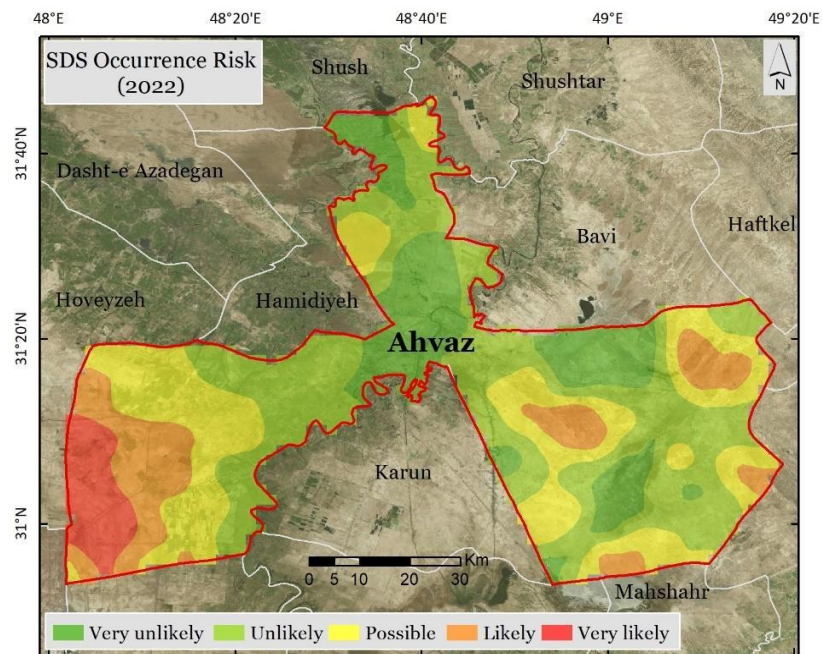 48°E 48°20'E 48°40'E 49°E 49°20'E
SDS Occurrence Risk
(2022)
N
Shush
Shushtar
31°40'N
Dasht-e Azadegan
Bavi
Haftkel
Hoveyzeh
Hamidiyeh
31°20'N
Ahvaz
Karun
31°N
Km
0 5 10 20 30
Mahshahr
Very unlikely Unlikely Possible Likely Very likely